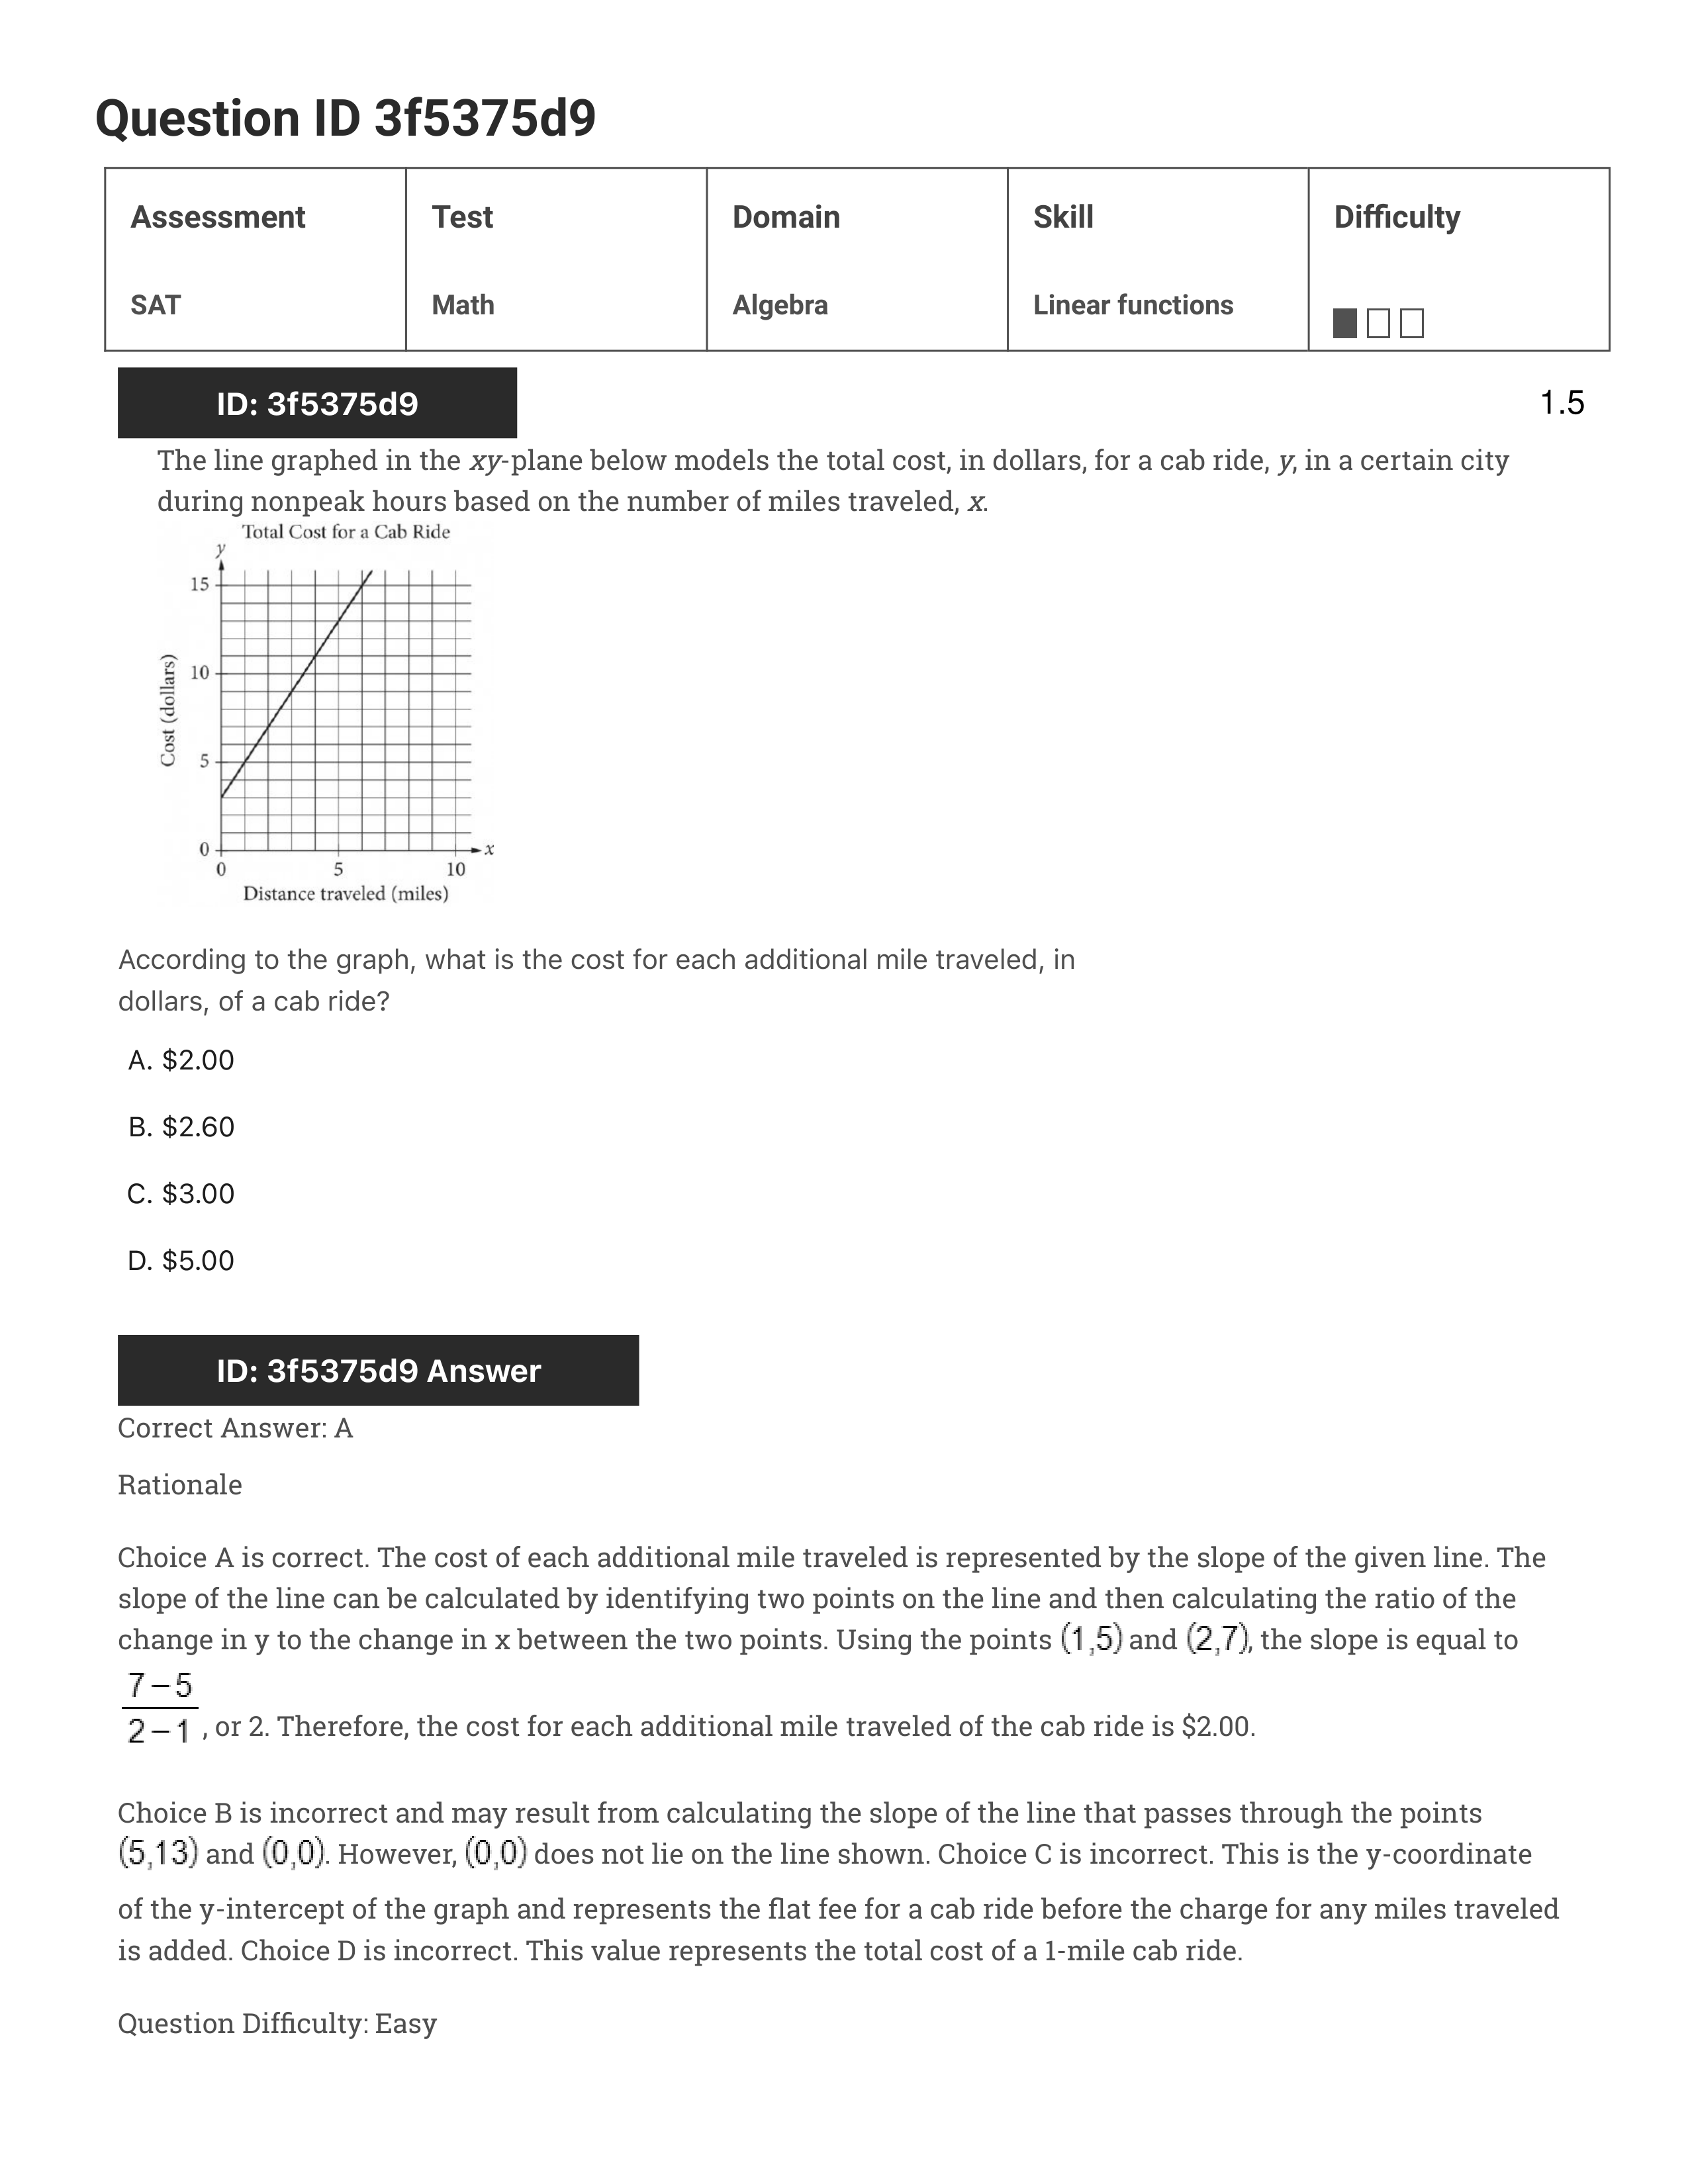 Question ID 3f5375d9
Assessment Test Domain Skill Difficulty
SAT Math Algebra Linear functions
ID: 3f5375d9 1.5
The line graphed in the xy-plane below models the total cost, in dollars, for a cab ride, y, in a certain city
during nonpeak hours based on the number of miles traveled, x.
Total Cost for a Cab Ride
y
15
10
Cost (dollars)
5
0
x
0 5 10
Distance traveled (miles)
According to the graph, what is the cost for each additional mile traveled, in
dollars, of a cab ride?
A. $2.00
B. $2.60
C. $3.00
D. $5.00
ID: 3f5375d9 Answer
Correct Answer: A
Rationale
Choice A is correct. The cost of each additional mile traveled is represented by the slope of the given line. The
slope of the line can be calculated by identifying two points on the line and then calculating the ratio of the
change in y to the change in x between the two points. Using the points (1,5) and (2,7), the slope is equal to
7−5
2−1 , or 2. Therefore, the cost for each additional mile traveled of the cab ride is $2.00.
Choice B is incorrect and may result from calculating the slope of the line that passes through the points
(5,13) and (0,0). However, (0,0) does not lie on the line shown. Choice C is incorrect. This is the y-coordinate
of the y-intercept of the graph and represents the flat fee for a cab ride before the charge for any miles traveled
is added. Choice D is incorrect. This value represents the total cost of a 1-mile cab ride.
Question Difficulty: Easy